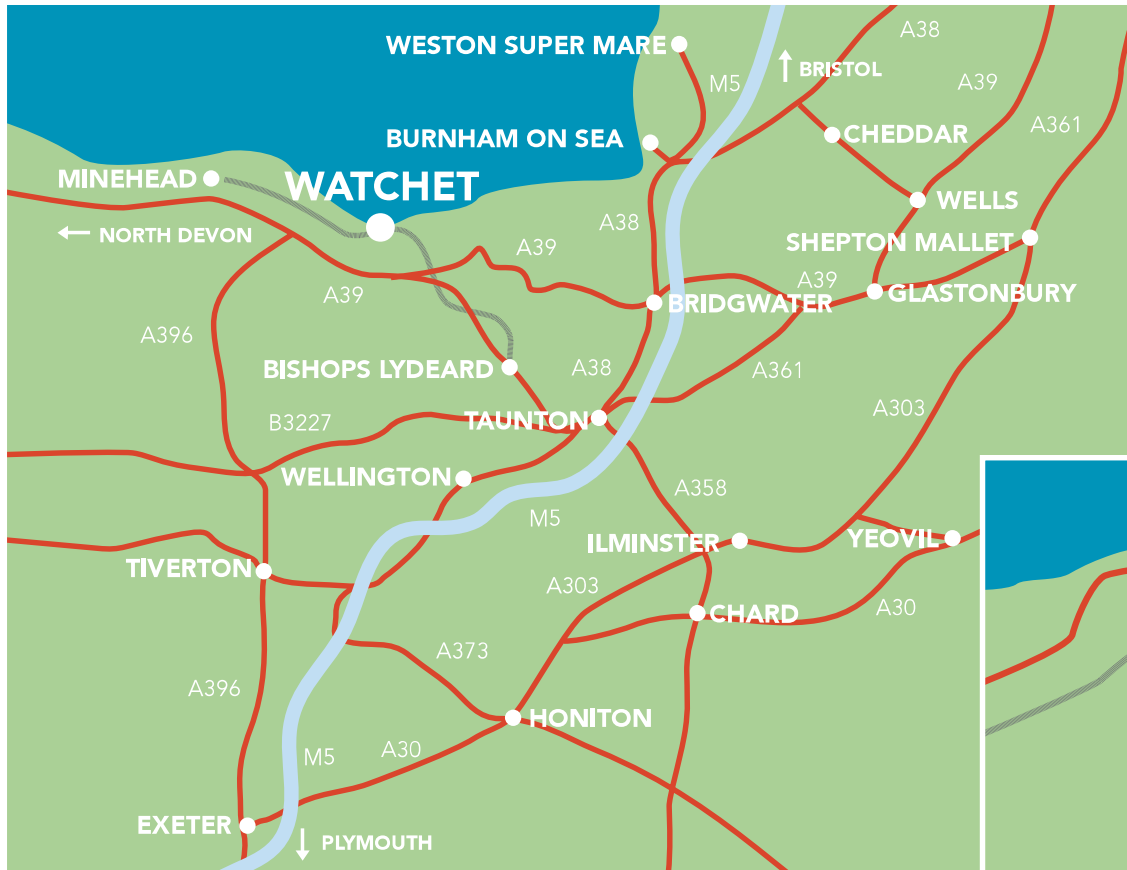 A38
WESTON SUPER MARE
BRISTOL
M5
A39
A361
BURNHAM ON SEA
CHEDDAR
MINEHEAD
WATCHET
WELLS
A38
NORTH DEVON
SHEPTON MALLET
A39
A39
A39
GLASTONBURY
BRIDGWATER
A396
BISHOPS LYDEARD
A38
A361
A303
B3227
TAUNTON
WELLINGTON
A358
M5
ILMINSTER
YEOVIL
TIVERTON
A303
A30
CHARD
A373
A396
HONITON
A30
M5
EXETER
PLYMOUTH